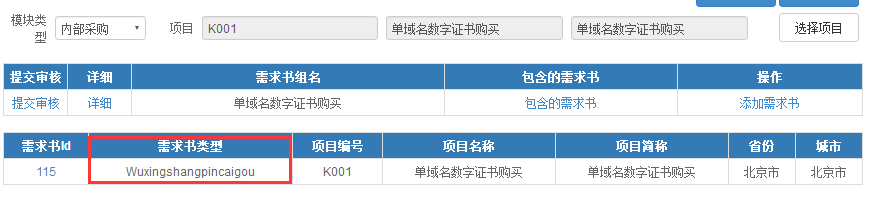 模块类型 内部采购 项目 K001 单域名数字证书购买 单域名数字证书购买 选择项目
提交审核 详细 需求书组名 包含的需求书 操作
提交审核 详细 单域名数字证书购买 包含的需求书 添加需求书
需求书Id 需求书类型 项目编号 项目名称 项目简称 省份 城市
115 Wuxingshangpincaigou K001 单域名数字证书购买 单域名数字证书购买 北京市 北京市